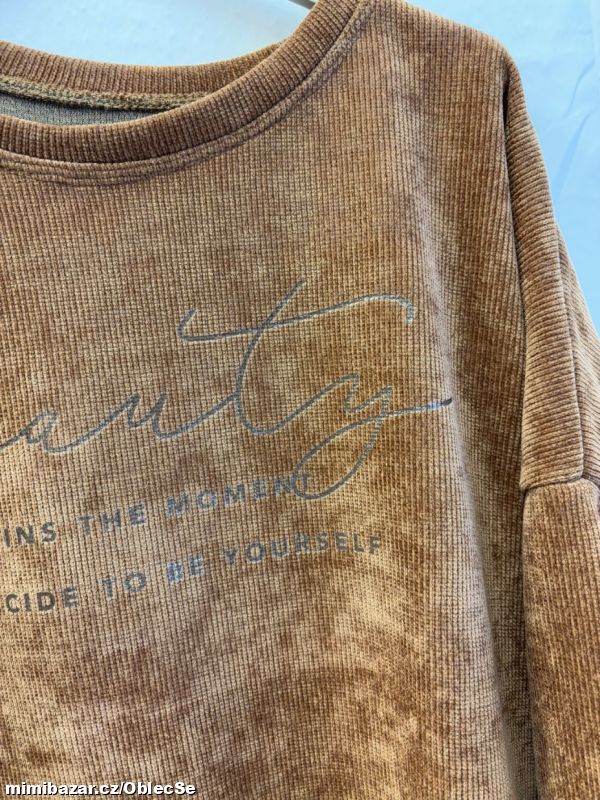 auty
INS THE MOMENT
CIDE TO BE YOURSELF
mimibazar.cz/OblecSe